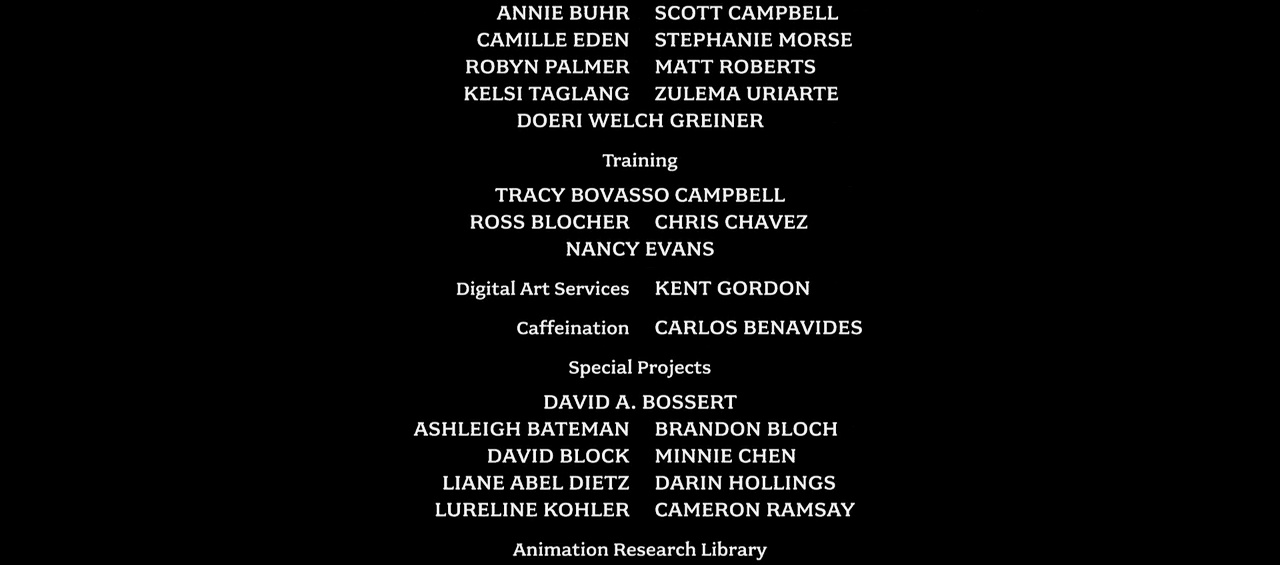 ANNIE BUHR SCOTT CAMPBELL
CAMILLE EDEN STEPHANIE MORSE
ROBYN PALMER MATT ROBERTS
KELSI TAGLANG ZULEMA URIARTE
DOERI WELCH GREINER
Training
TRACY BOVASSO CAMPBELL
ROSS BLOCHER CHRIS CHAVEZ
NANCY EVANS
Digital Art Services KENT GORDON
Caffeination CARLOS BENAVIDES
Special Projects
DAVID A. BOSSERT
ASHLEIGH BATEMAN BRANDON BLOCH
DAVID BLOCK MINNIE CHEN
LIANE ABEL DIETZ DARIN HOLLINGS
LURELINE KOHLER CAMERON RAMSAY
Animation Research Library